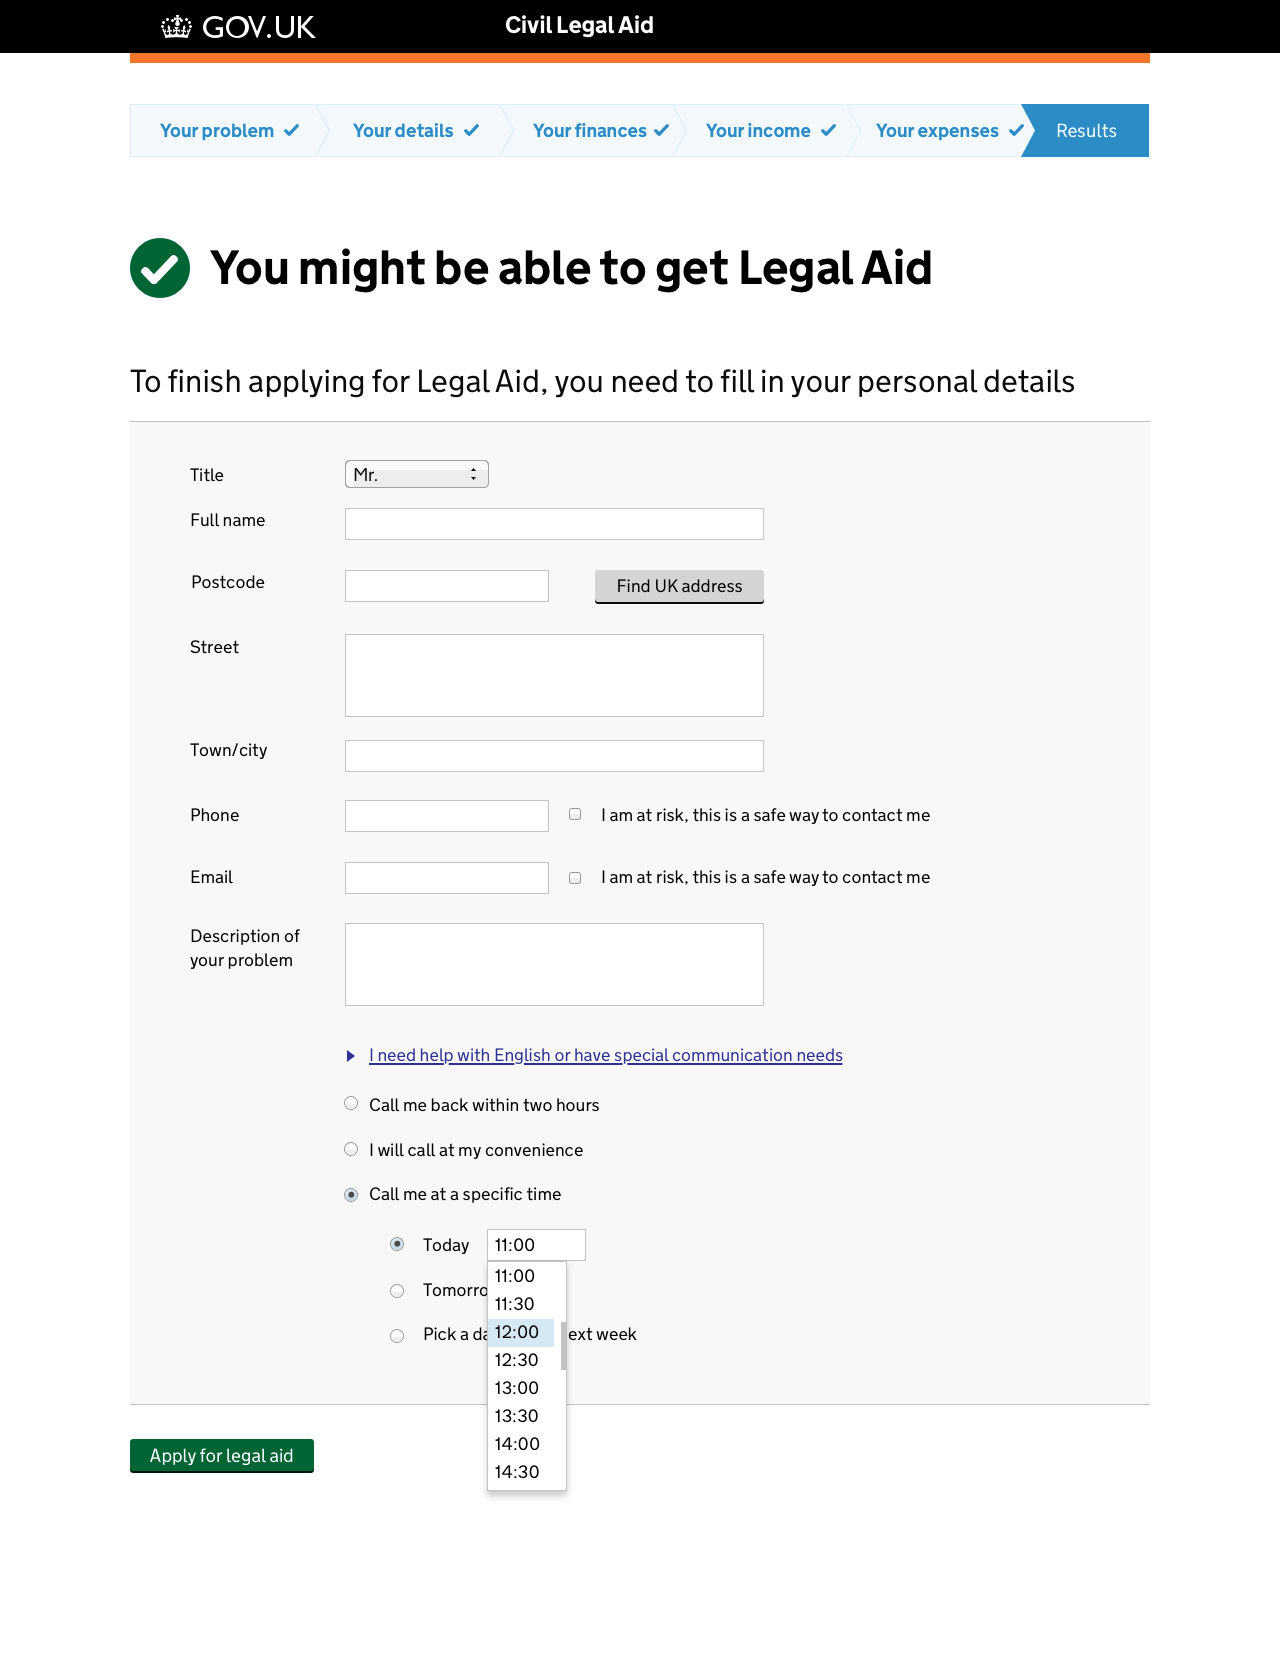 GOV.UK
Civil Legal Aid
Your problem
Your details
Your finances
Your income
Your expenses
Results
You might be able to get Legal Aid
To finish applying for Legal Aid, you need to fill in your personal details
Title
Mr.
Full name
Postcode
Find UK address
Street
Town/city
Phone
I am at risk, this is a safe way to contact me
Email
I am at risk, this is a safe way to contact me
Description of
your problem
I need help with English or have special communication needs
Call me back within two hours
I will call at my convenience
Call me at a specific time
Today
11:00
11:00
Tomorro
11:30
12:00
Pick a da
ext week
12:30
13:00
13:30
14:00
14:30
Apply for legal aid